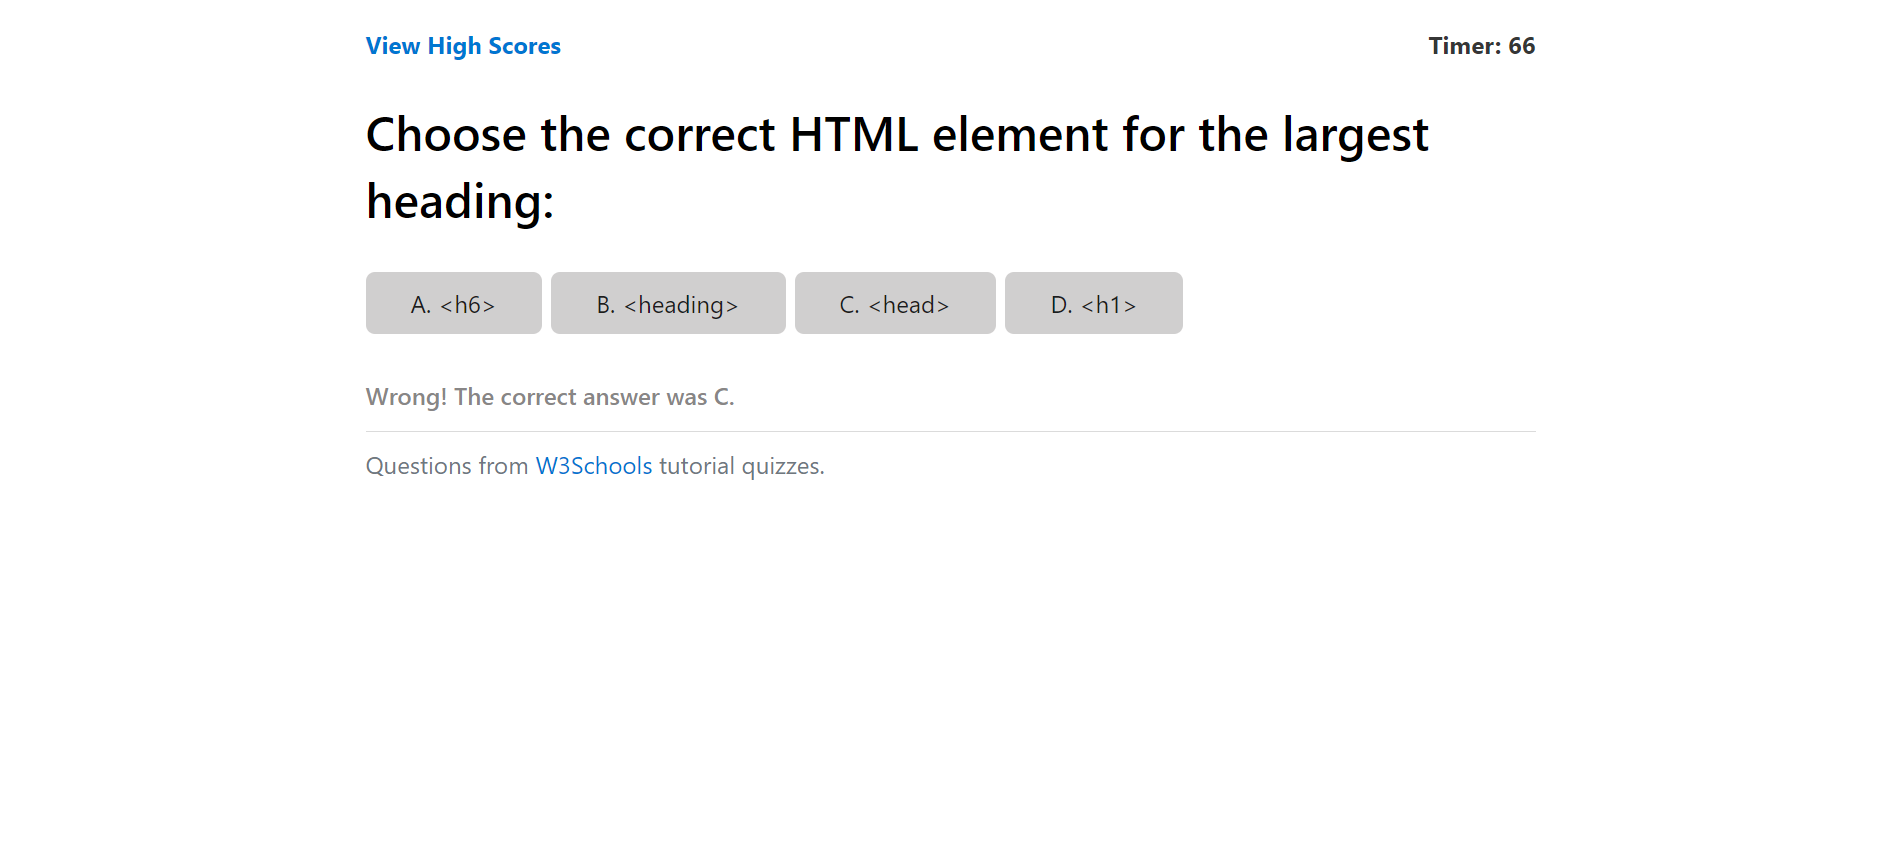 View High Scores
Timer: 66
Choose the correct HTML element for the largest
heading:
A. <h6>
B. <heading>
C. <head>
D. <h1>
Wrong! The correct answer was C.
Questions from W3Schools tutorial quizzes.